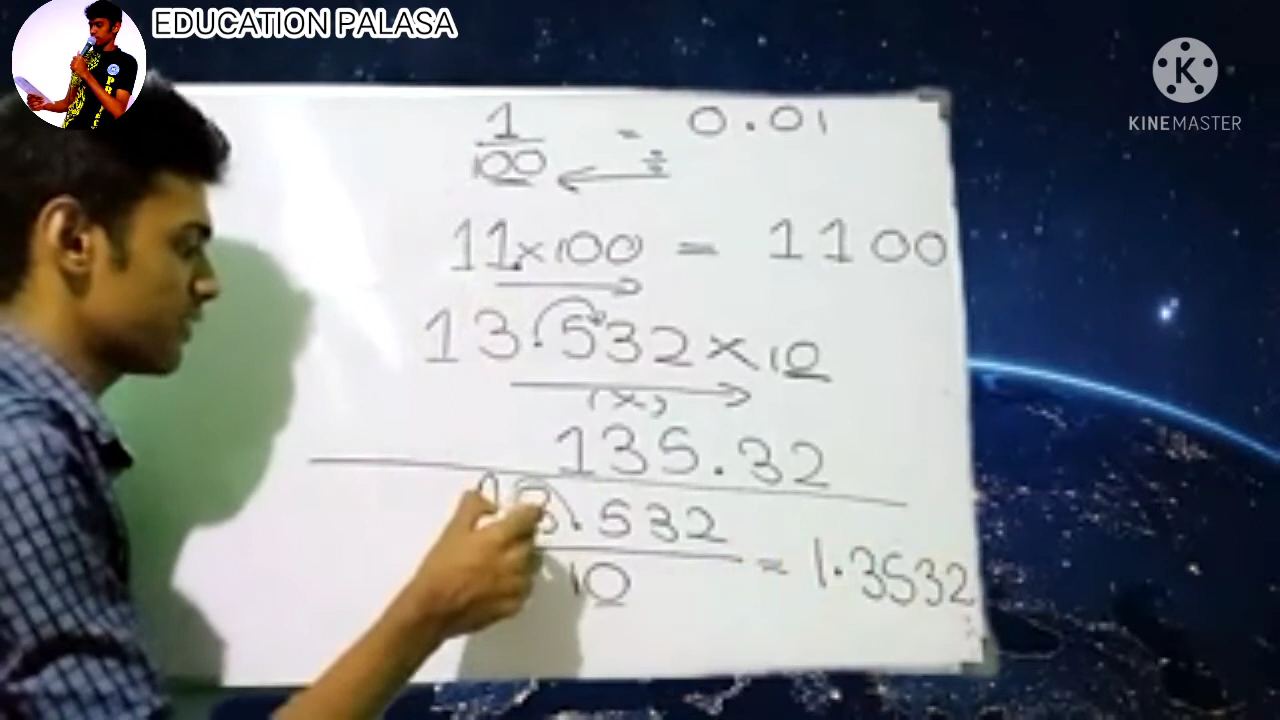 EDUCATION PALASA
KINEMASTER
1/100 = 0.01
÷
11.×100 = 1100
13.532×10
(×)
135.32
13.532/10 = 1.3532